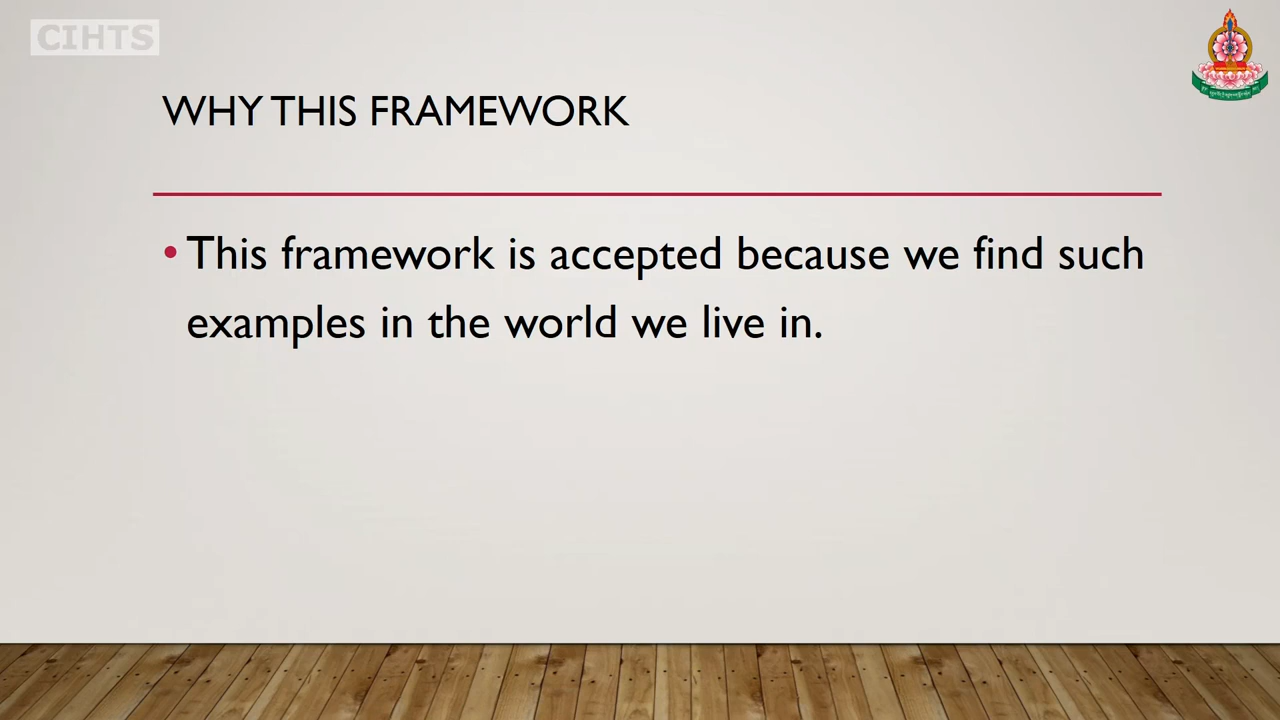 CIHTS
WHY THIS FRAMEWORK
• This framework is accepted because we find such
examples in the world we live in.